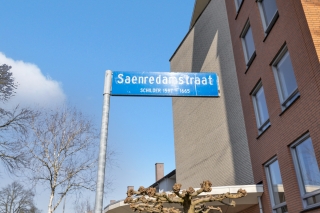 Saenredamstraat
SCHILDER 1597 - 1665